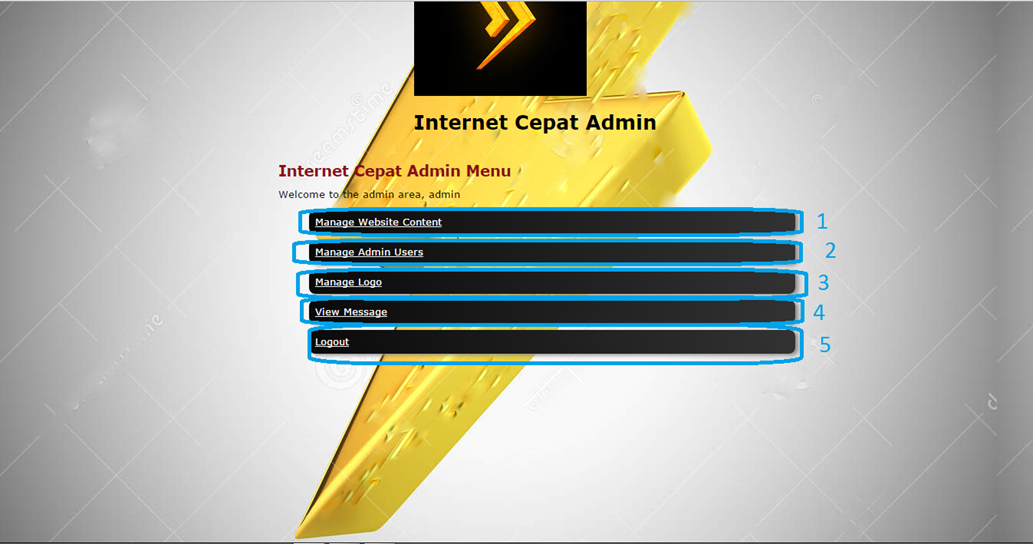 Internet Cepat Admin
Internet Cepat Admin Menu
Welcome to the admin area, admin
Manage Website Content 1
Manage Admin Users 2
Manage Logo 3
View Message 4
Logout 5